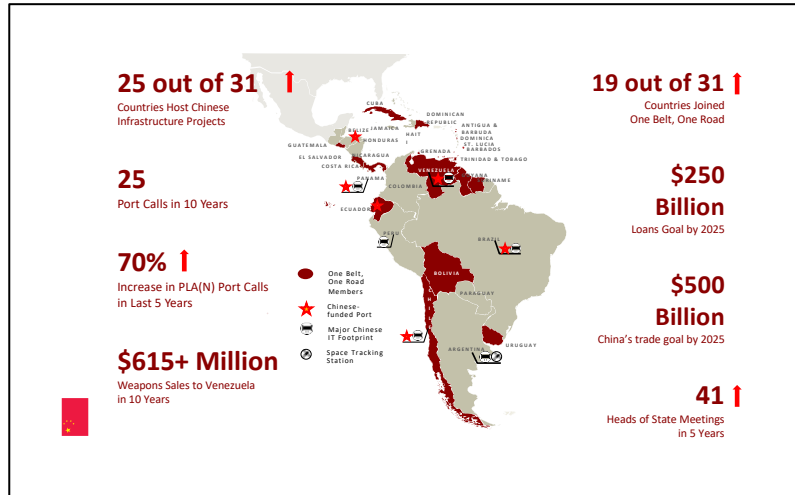 25 out of 31
Countries Host Chinese
Infrastructure Projects
25
Port Calls in 10 Years
70%
Increase in PLA(N) Port Calls
in Last 5 Years
$615+ Million
Weapons Sales to Venezuela
in 10 Years
CUBA
DOMINICAN
REPUBLIC
JAMAICA
HAIT
BELIZE
HONDURAS
ANTIGUA &
BARBUDA
DOMINICA
ST. LUCIA
BARBADOS
GUATEMALA
NICARAGUA
GRENADA
EL SALVADOR
TRINIDAD & TOBAGO
COSTA RICA
PANAMA
VENEZUELA
COLOMBIA
ECUADOR
PERU
BRAZIL
BOLIVIA
PARAGUAY
ARGENTINA
URUGUAY
One Belt,
One Road
Members
Chinese-
funded Port
Major Chinese
IT Footprint
Space Tracking
Station
19 out of 31
Countries Joined
One Belt, One Road
$250
Billion
Loans Goal by 2025
$500
Billion
China's trade goal by 2025
41
Heads of State Meetings
in 5 Years